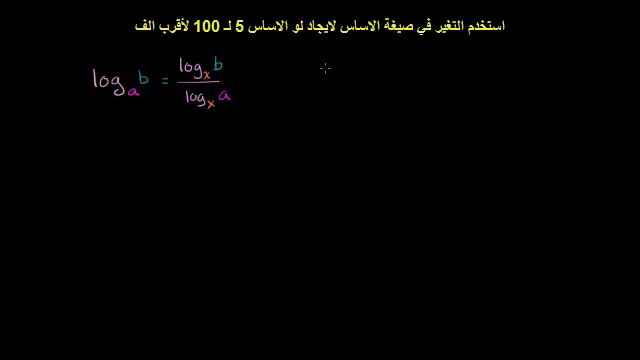 استخدم التغير في صيغة الاساس لايجاد لو الاساس 5 لـ 100 لأقرب الف
log_a b = log_x b / log_x a